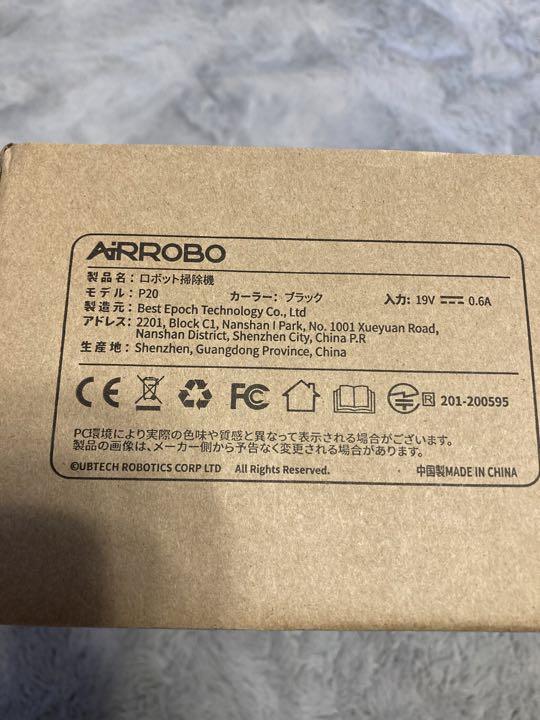 AiRROBO
製品名：ロボット掃除機
モデル：P20 カーラー：ブラック 入力：19V 0.6A
製造元：Best Epoch Technology Co., Ltd
アドレス：2201, Block C1, Nanshan I Park, No. 1001 Xueyuan Road,
Nanshan District, Shenzhen City, China P.R
生産地：Shenzhen, Guangdong Province, China
CE FC R 201-200595
PC環境により実際の色味や質感と異なって表示される場合がございます。
製品の画像は、メーカー側から予告なく変更される場合があります。
©UBTECH ROBOTICS CORP LTD All Rights Reserved. 中国製MADE IN CHINA